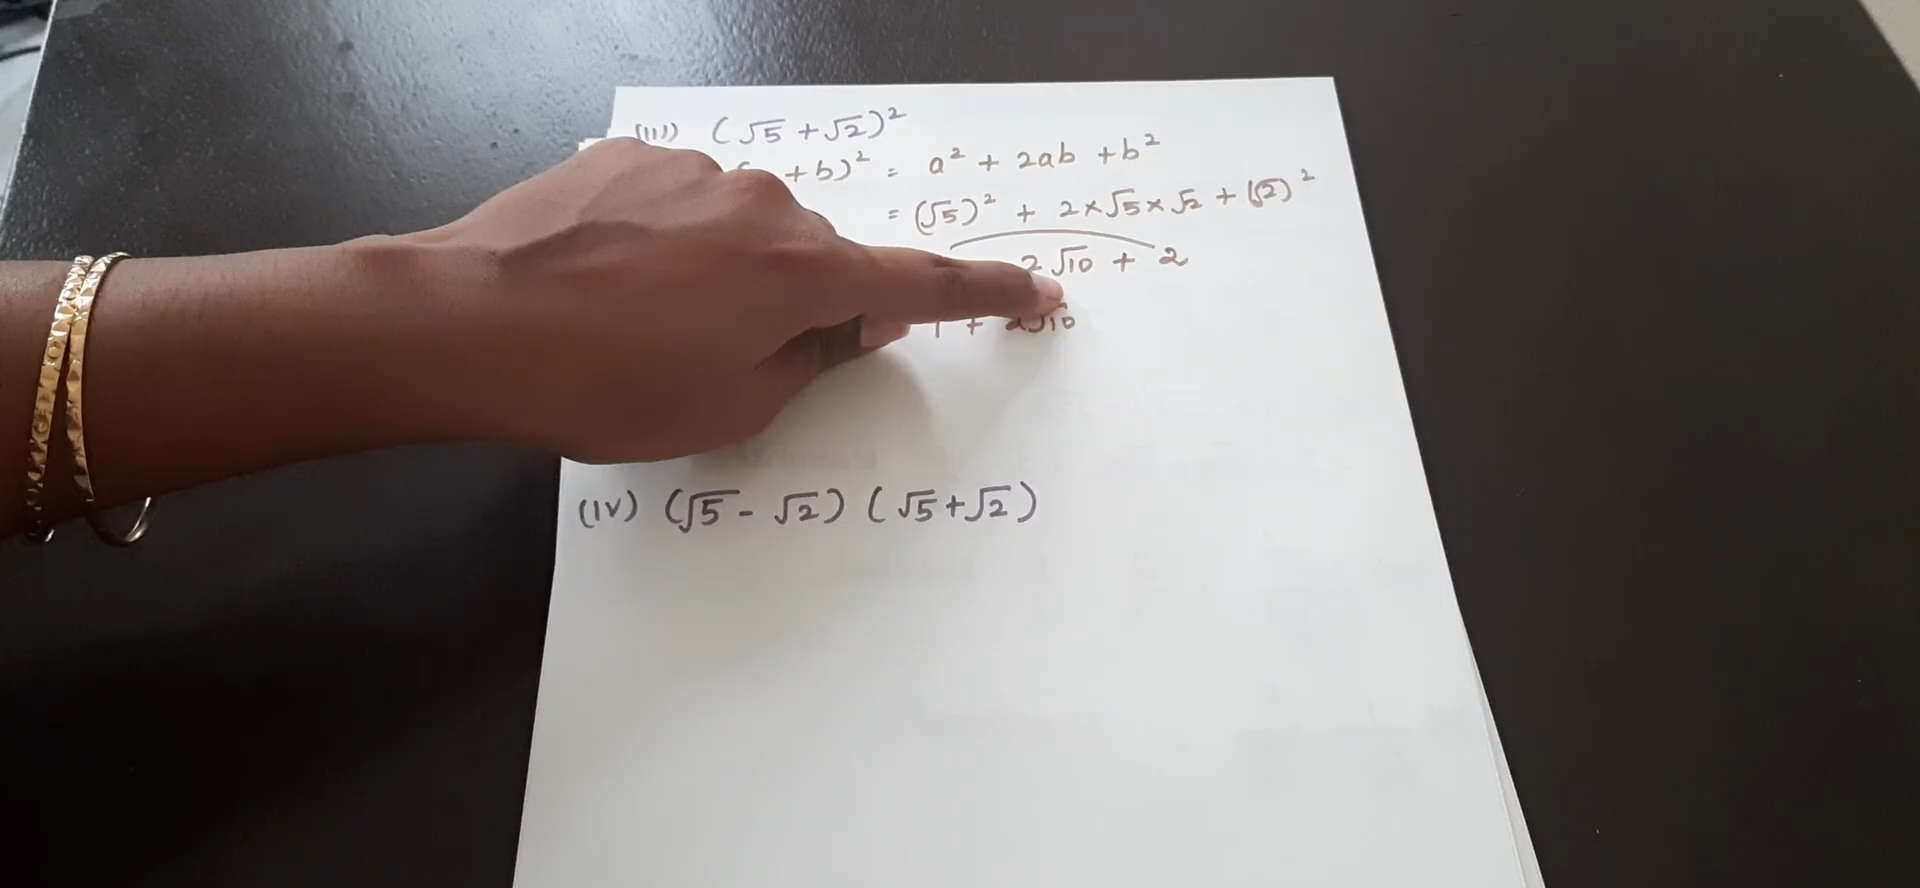 (III) (√5 + √2)²
+ b)² = a² + 2ab + b²
= (√5)² + 2 × √5 × √2 + (√2)²
2√10 + 2
+ 2√10
(IV) (√5 - √2) (√5 + √2)